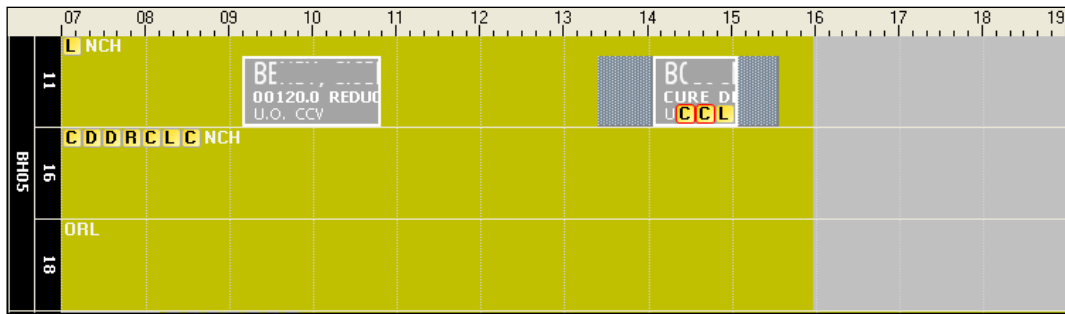 07 08 09 10 11 12 13 14 15 16 17 18 19
BH05
11
L NCH
00120.0 REDUC
U.O. CCV
CURE D
U C C L
16
C D D R C L C NCH
18
ORL